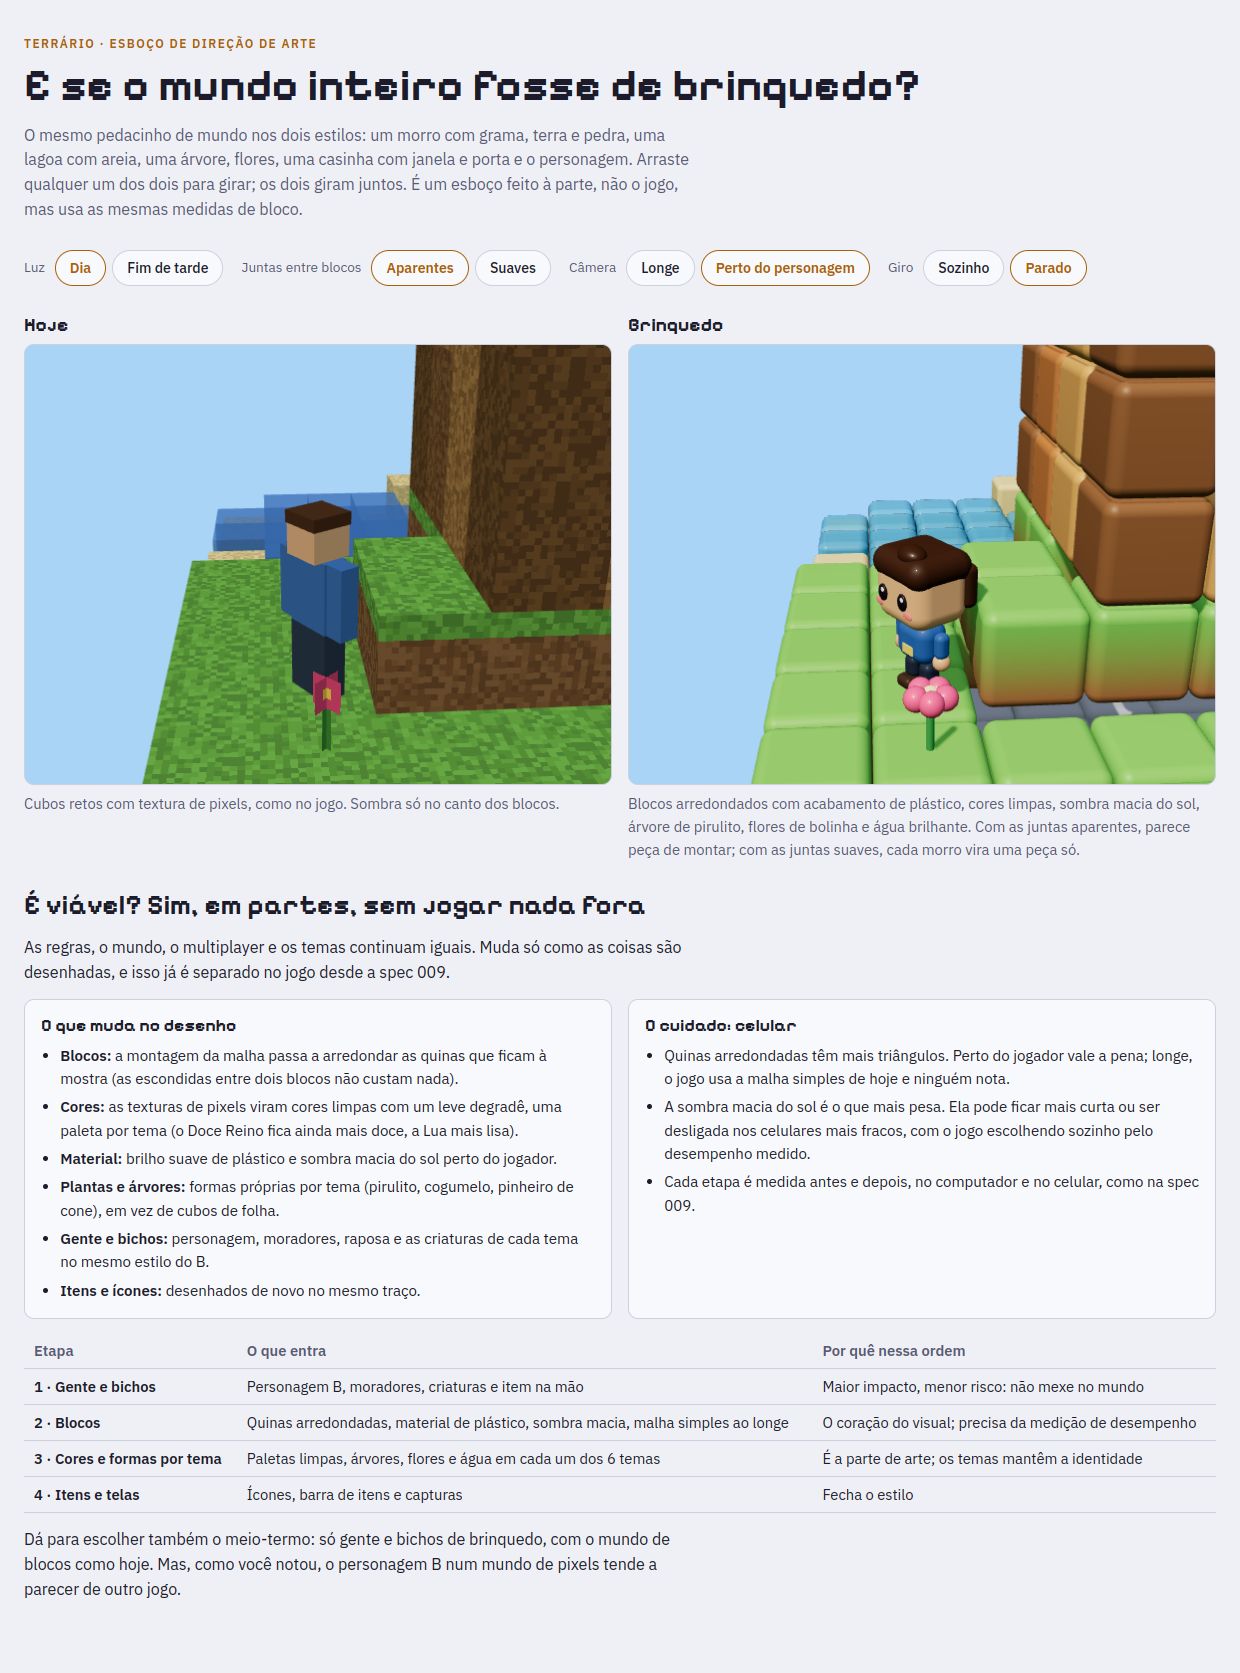 TERRÁRIO · ESBOÇO DE DIREÇÃO DE ARTE
E se o mundo inteiro fosse de brinquedo?
O mesmo pedacinho de mundo nos dois estilos: um morro com grama, terra e pedra, uma
lagoa com areia, uma árvore, flores, uma casinha com janela e porta e o personagem. Arraste
qualquer um dos dois para girar; os dois giram juntos. É um esboço feito à parte, não o jogo,
mas usa as mesmas medidas de bloco.
Luz Dia Fim de tarde Juntas entre blocos Aparentes Suaves Câmera Longe Perto do personagem Giro Sozinho Parado
Hoje
Cubos retos com textura de pixels, como no jogo. Sombra só no canto dos blocos.
Brinquedo
Blocos arredondados com acabamento de plástico, cores limpas, sombra macia do sol,
árvore de pirulito, flores de bolinha e água brilhante. Com as juntas aparentes, parece
peça de montar; com as juntas suaves, cada morro vira uma peça só.
É viável? Sim, em partes, sem jogar nada fora
As regras, o mundo, o multiplayer e os temas continuam iguais. Muda só como as coisas são
desenhadas, e isso já é separado no jogo desde a spec 009.
O que muda no desenho
• Blocos: a montagem da malha passa a arredondar as quinas que ficam à
mostra (as escondidas entre dois blocos não custam nada).
• Cores: as texturas de pixels viram cores limpas com um leve degradê, uma
paleta por tema (o Doce Reino fica ainda mais doce, a Lua mais lisa).
• Material: brilho suave de plástico e sombra macia do sol perto do jogador.
• Plantas e árvores: formas próprias por tema (pirulito, cogumelo, pinheiro de
cone), em vez de cubos de folha.
• Gente e bichos: personagem, moradores, raposa e as criaturas de cada tema
no mesmo estilo do B.
• Itens e ícones: desenhados de novo no mesmo traço.
O cuidado: celular
• Quinas arredondadas têm mais triângulos. Perto do jogador vale a pena; longe,
o jogo usa a malha simples de hoje e ninguém nota.
• A sombra macia do sol é o que mais pesa. Ela pode ficar mais curta ou ser
desligada nos celulares mais fracos, com o jogo escolhendo sozinho pelo
desempenho medido.
• Cada etapa é medida antes e depois, no computador e no celular, como na spec
009.
Etapa O que entra Por quê nessa ordem
1 · Gente e bichos Personagem B, moradores, criaturas e item na mão Maior impacto, menor risco: não mexe no mundo
2 · Blocos Quinas arredondadas, material de plástico, sombra macia, malha simples ao longe O coração do visual; precisa da medição de desempenho
3 · Cores e formas por tema Paletas limpas, árvores, flores e água em cada um dos 6 temas É a parte de arte; os temas mantêm a identidade
4 · Itens e telas Ícones, barra de itens e capturas Fecha o estilo
Dá para escolher também o meio-termo: só gente e bichos de brinquedo, com o mundo de
blocos como hoje. Mas, como você notou, o personagem B num mundo de pixels tende a
parecer de outro jogo.